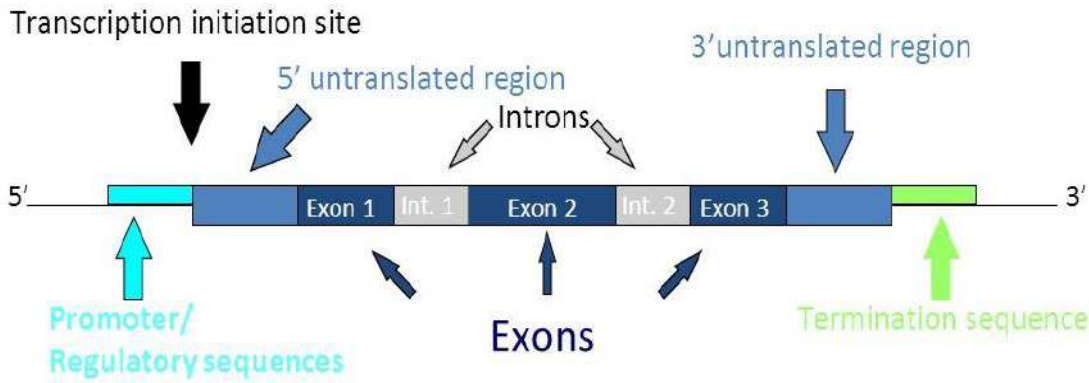 Transcription initiation site
3'untranslated region
5' untranslated region
Introns
5'
Exon 1
Int. 1
Exon 2
Int. 2
Exon 3
3'
Promoter/
Regulatory sequences
Exons
Termination sequence